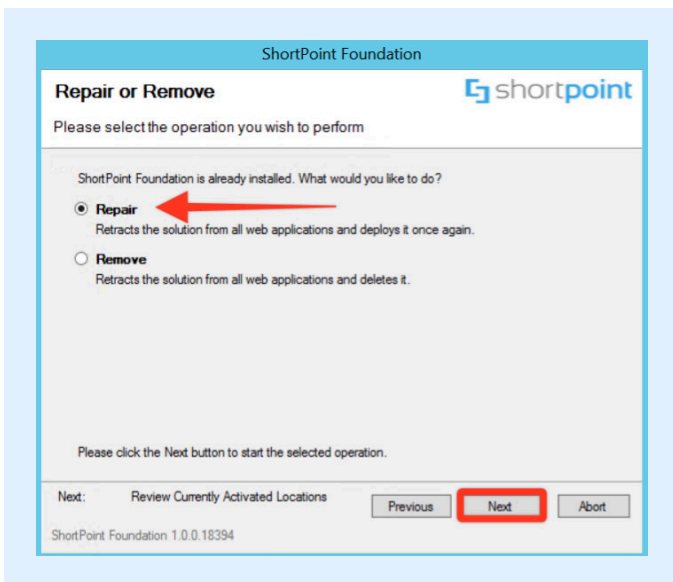 ShortPoint Foundation
Repair or Remove
shortpoint
Please select the operation you wish to perform
ShortPoint Foundation is already installed. What would you like to do?
Repair
Retracts the solution from all web applications and deploys it once again.
Remove
Retracts the solution from all web applications and deletes it.
Please click the Next button to start the selected operation.
Next: Review Currently Activated Locations
Previous Next Abort
ShortPoint Foundation 1.0.0.18394